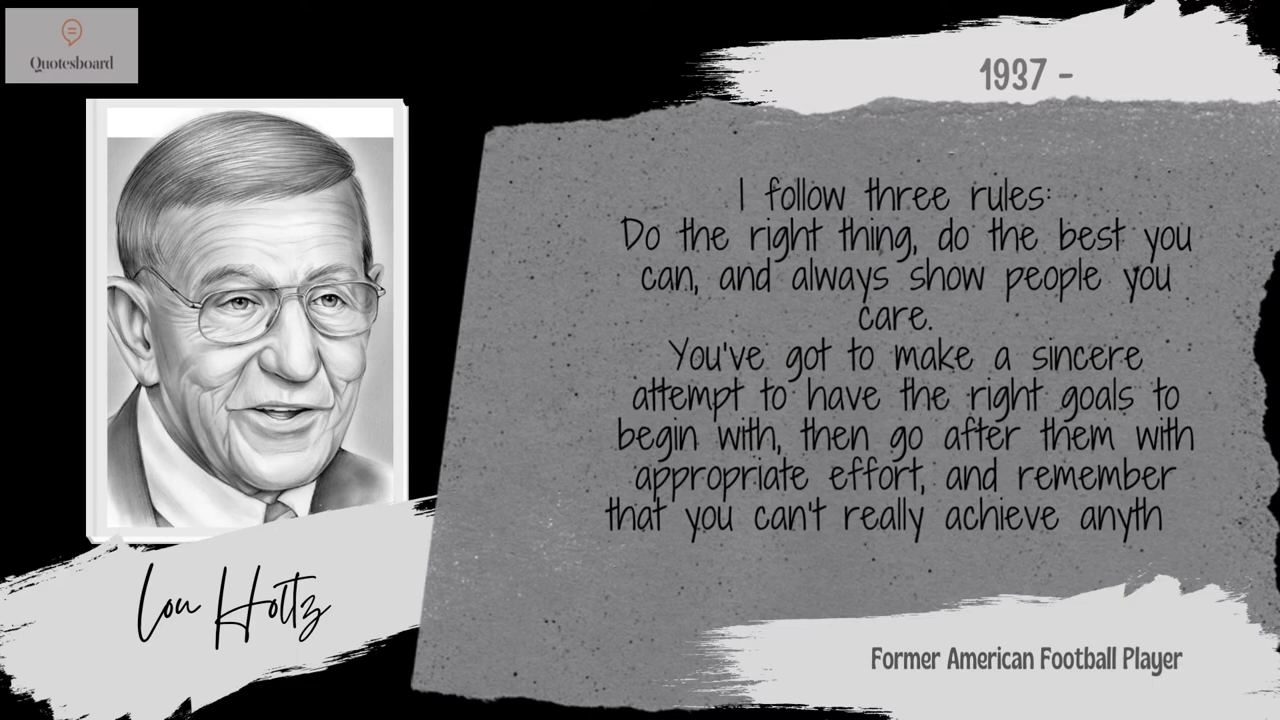 Quotesboard
1937 -
I follow three rules:
Do the right thing, do the best you
can, and always show people you
care.
You've got to make a sincere
attempt to have the right goals to
begin with, then go after them with
appropriate effort, and remember
that you can't really achieve anyth
Lou Holtz
Former American Football Player